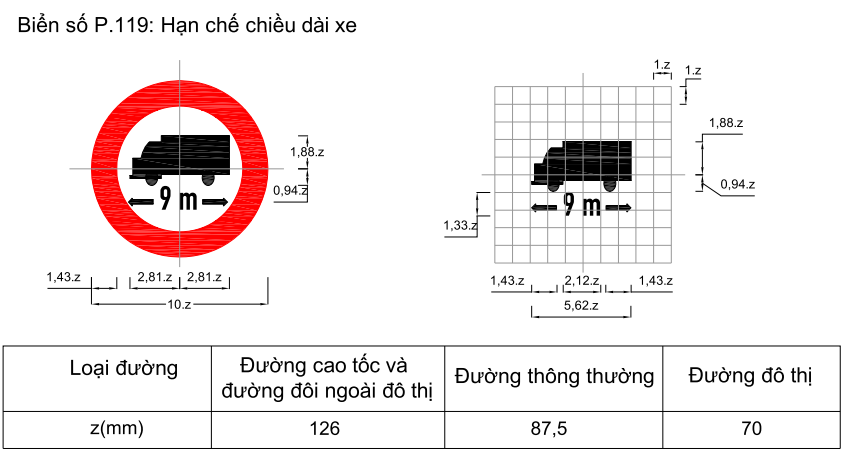 Biển số P.119: Hạn chế chiều dài xe
1,88.z
0,94.z
9 m
1,43.z 2,81.z 2,81.z
10.z
1.z
1.z
1,88.z
0,94.z
9 m
1,33.z
1,43.z 2,12.z 1,43.z
5,62.z
Loại đường
Đường cao tốc và
đường đôi ngoài đô thị
Đường thông thường
Đường đô thị
z(mm) 126 87,5 70